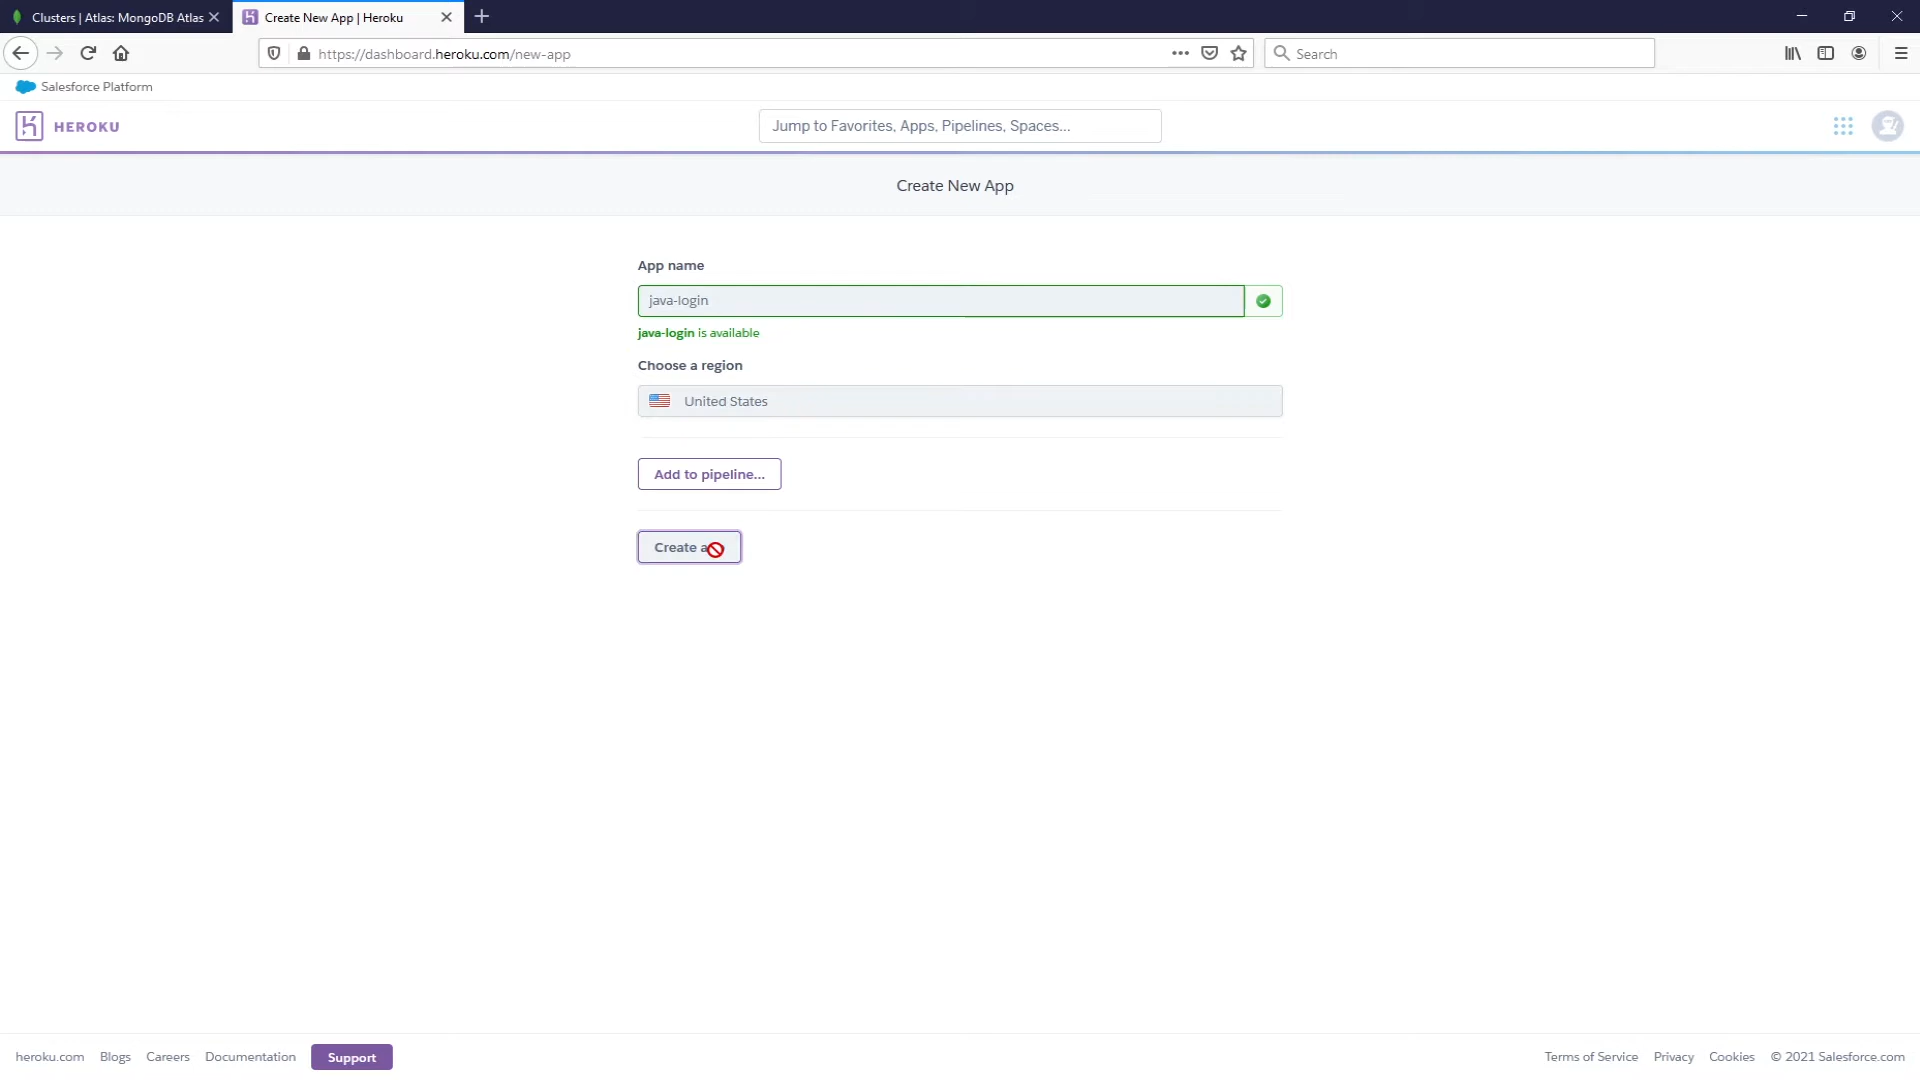 Clusters | Atlas: MongoDB Atlas
Create New App | Heroku
https://dashboard.heroku.com/new-app
Search
Salesforce Platform
HEROKU
Jump to Favorites, Apps, Pipelines, Spaces...
Create New App
App name
java-login
java-login is available
Choose a region
United States
Add to pipeline...
Create a
heroku.com Blogs Careers Documentation Support
Terms of Service Privacy Cookies © 2021 Salesforce.com